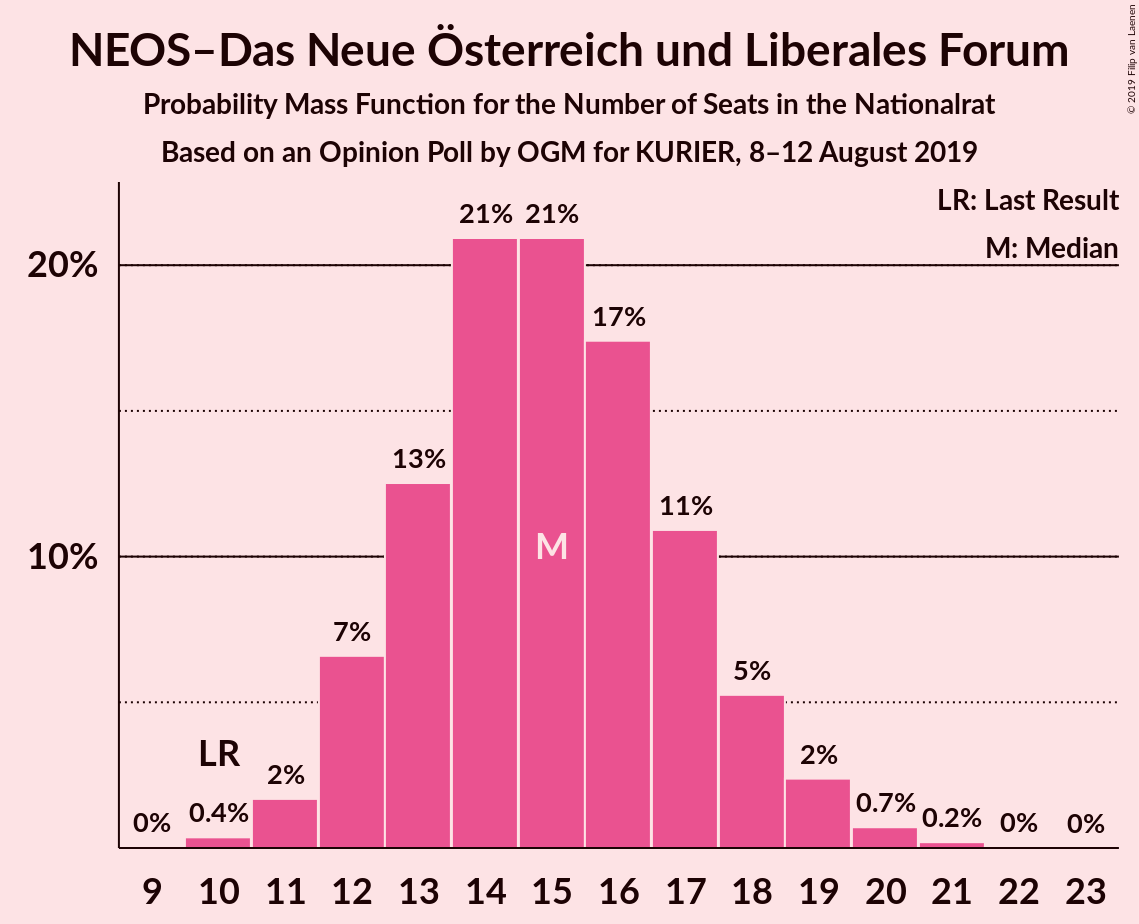 NEOS–Das Neue Österreich und Liberales Forum
Probability Mass Function for the Number of Seats in the Nationalrat
Based on an Opinion Poll by OGM for KURIER, 8–12 August 2019
© 2019 Filip van Laenen
LR: Last Result
M: Median
20%
10%
0%
0.4%
2%
7%
13%
21%
21%
17%
11%
5%
2%
0.7%
0.2%
0%
0%
LR
M
9 10 11 12 13 14 15 16 17 18 19 20 21 22 23